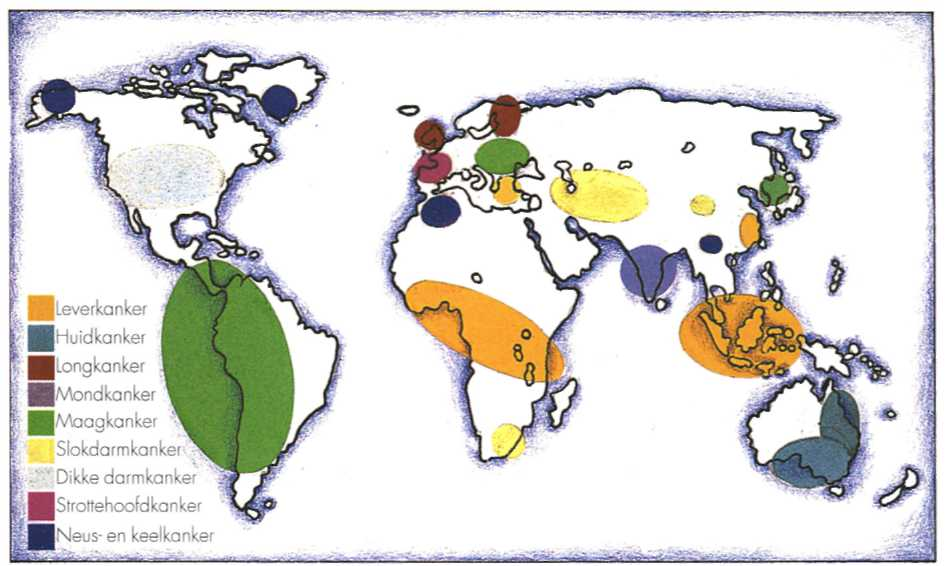 Leverkanker
Huidkanker
Longkanker
Mondkanker
Maagkanker
Slokdarmkanker
Dikke darmkanker
Strottehoofdkanker
Neus- en keelkanker